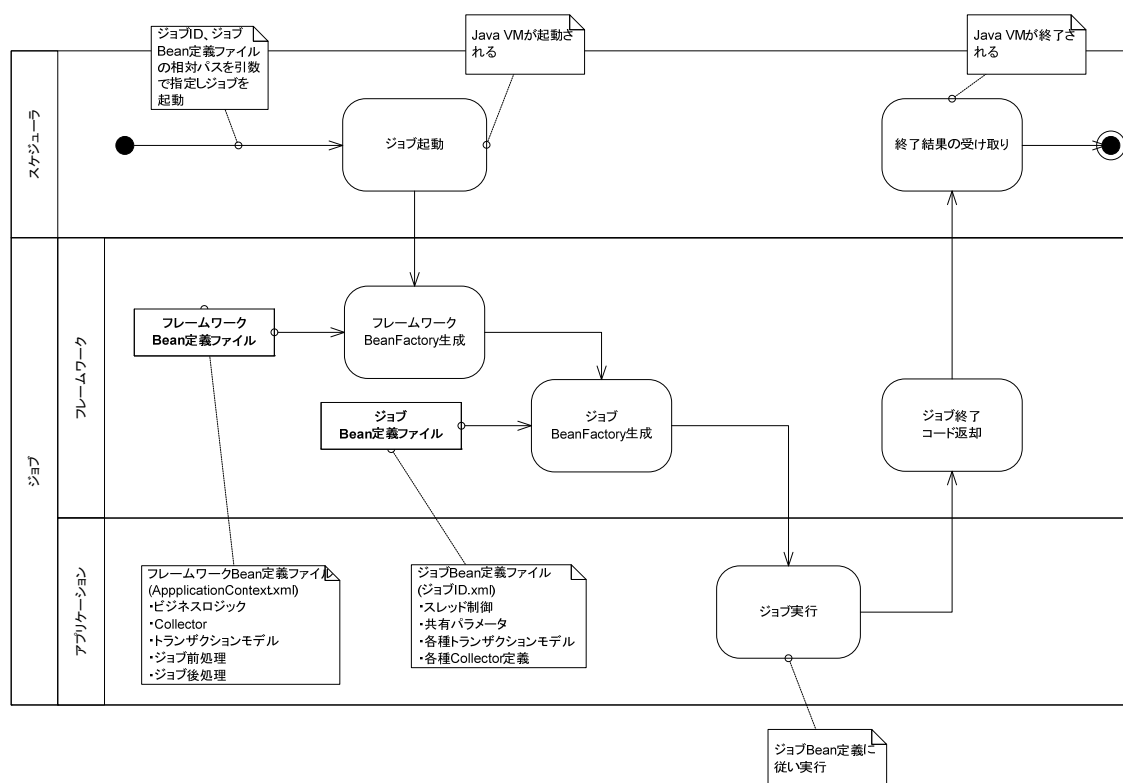 ジョブID、ジョブ
Bean定義ファイル
の相対パスを引数
で指定しジョブを
起動
Java VMが起動さ
れる
Java VMが終了さ
れる
スケジューラ
ジョブ起動
終了結果の受け取り
ジョブ
フレームワーク
フレームワーク
Bean定義ファイル
フレームワーク
BeanFactory生成
ジョブ
Bean定義ファイル
ジョブ
BeanFactory生成
ジョブ終了
コード返却
アプリケーション
フレームワークBean定義ファイル
(AppplicationContext.xml)
・ビジネスロジック
・Collector
・トランザクションモデル
・ジョブ前処理
・ジョブ後処理
ジョブBean定義ファイル
(ジョブID.xml)
・スレッド制御
・共有パラメータ
・各種トランザクションモデル
・各種Collector定義
ジョブ実行
ジョブBean定義に
従い実行